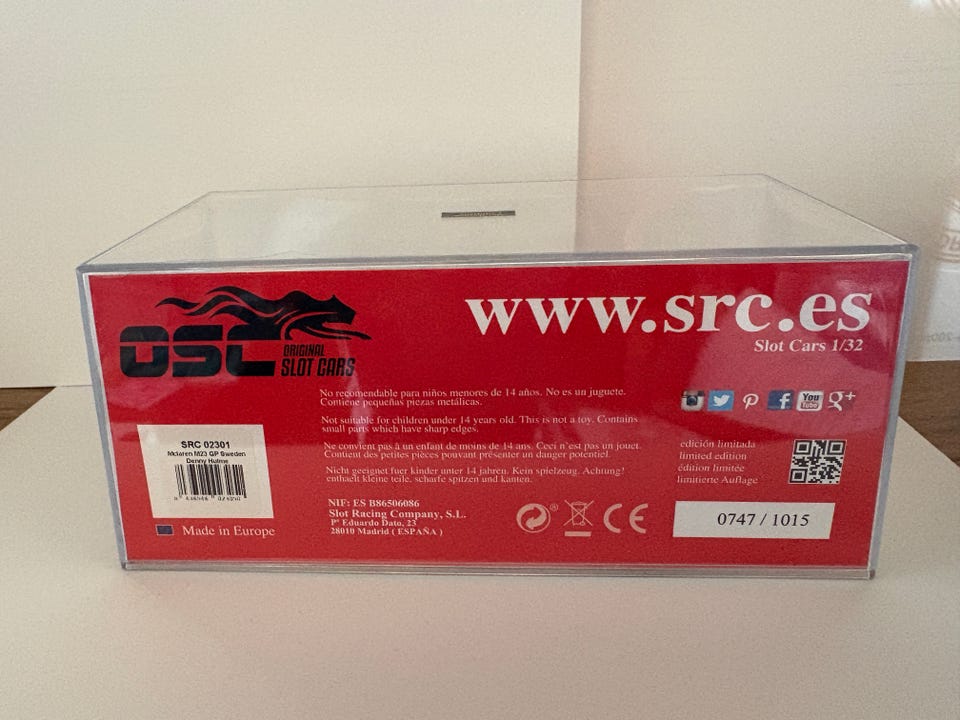 OSC
ORIGINAL
SLOT CARS
www.src.es
Slot Cars 1/32
No recomendable para niños menores de 14 años. No es un juguete.
Contiene pequeñas piezas metálicas.
Not suitable for children under 14 years old. This is not a toy. Contains
small parts which have sharp edges.
Ne convient pas à un enfant de moins de 14 ans. Ceci n'est pas un jouet.
Contient des petites pièces pouvant présenter un danger potentiel.
Nicht geeignet fuer kinder unter 14 jahren. Kein spielzeug. Achtung!
enthaelt kleine teile, scharfe spitzen und kanten.
SRC 02301
Mclaren M23 GP Sweden
Denny Hulme
Made in Europe
NIF: ES B86506086
Slot Racing Company, S.L.
Pº Eduardo Dato, 23
28010 Madrid ( ESPAÑA )
CE
You
Tube
g+
edición limitada
limited edition
édition limitée
limitierte Auflage
0747 / 1015